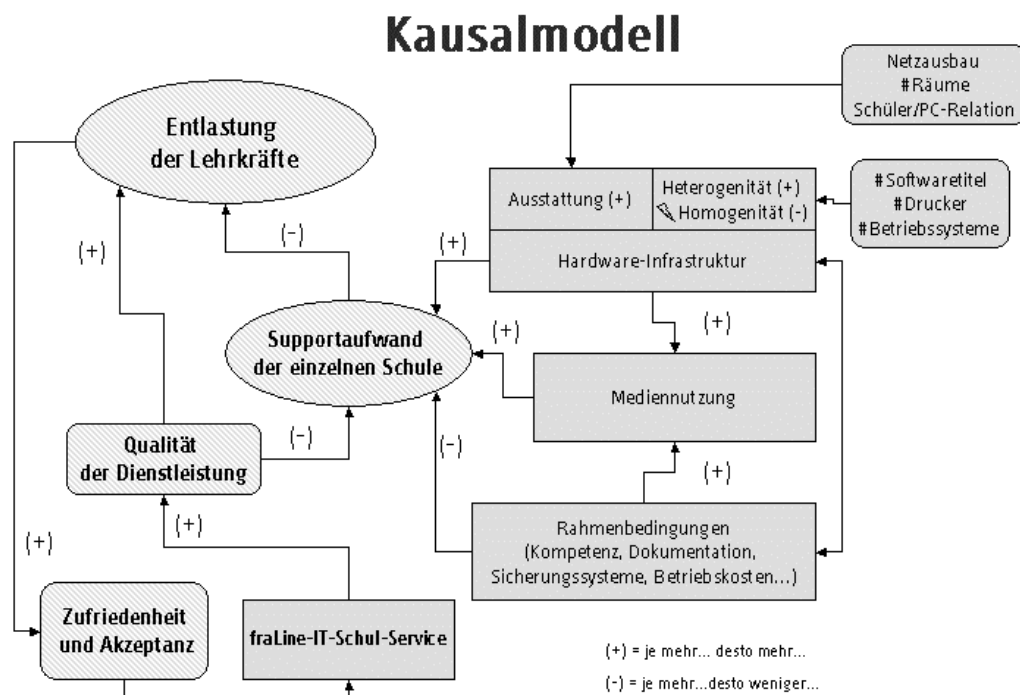 Kausalmodell
Netzausbau
#Räume
Schüler/PC-Relation
Entlastung
der Lehrkräfte
Ausstattung (+)
Heterogenität (+)
Homogenität (-)
#Softwaretitel
#Drucker
#Betriebssysteme
Hardware-Infrastruktur
(+)
(-)
(+)
(+)
(+)
Supportaufwand
der einzelnen Schule
Mediennutzung
Qualität
der Dienstleistung
(-)
(-)
(+)
Rahmenbedingungen
(Kompetenz, Dokumentation,
Sicherungssysteme, Betriebskosten...)
(+)
(+)
Zufriedenheit
und Akzeptanz
fraLine-IT-Schul-Service
(+) = je mehr... desto mehr...
(-) = je mehr...desto weniger...